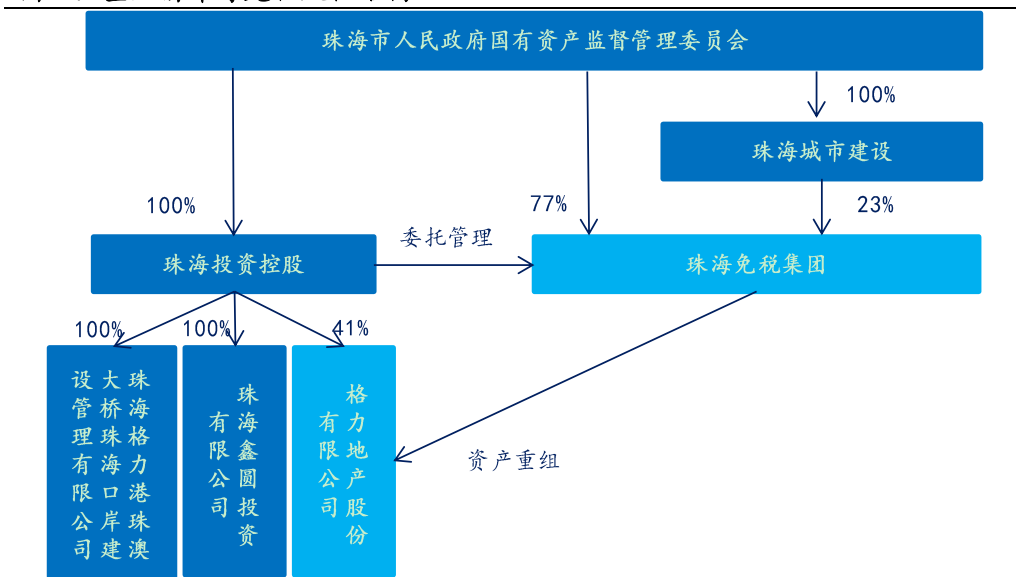 珠海市人民政府国有资产监督管理委员会
100%
珠海城市建设
100%
77%
23%
委托管理
珠海投资控股
珠海免税集团
100%
100%
41%
珠海格力港珠澳
大桥珠海口岸建
设管理有限公司
珠海鑫圆投资
有限公司
格力地产股份
有限公司
资产重组